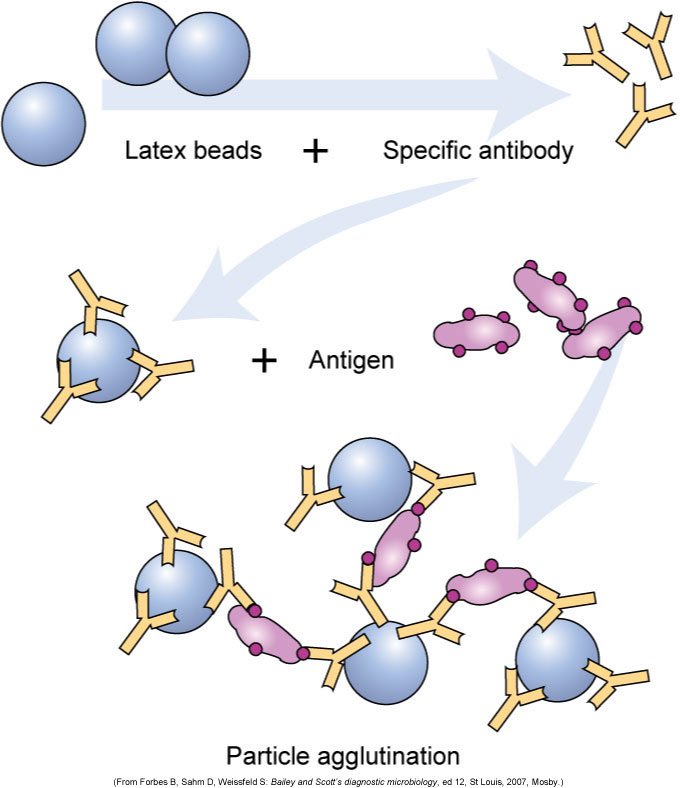 Latex beads + Specific antibody
+ Antigen
Particle agglutination
(From Forbes B, Sahm D, Weissfeld S: Bailey and Scott's diagnostic microbiology, ed 12, St Louis, 2007, Mosby.)